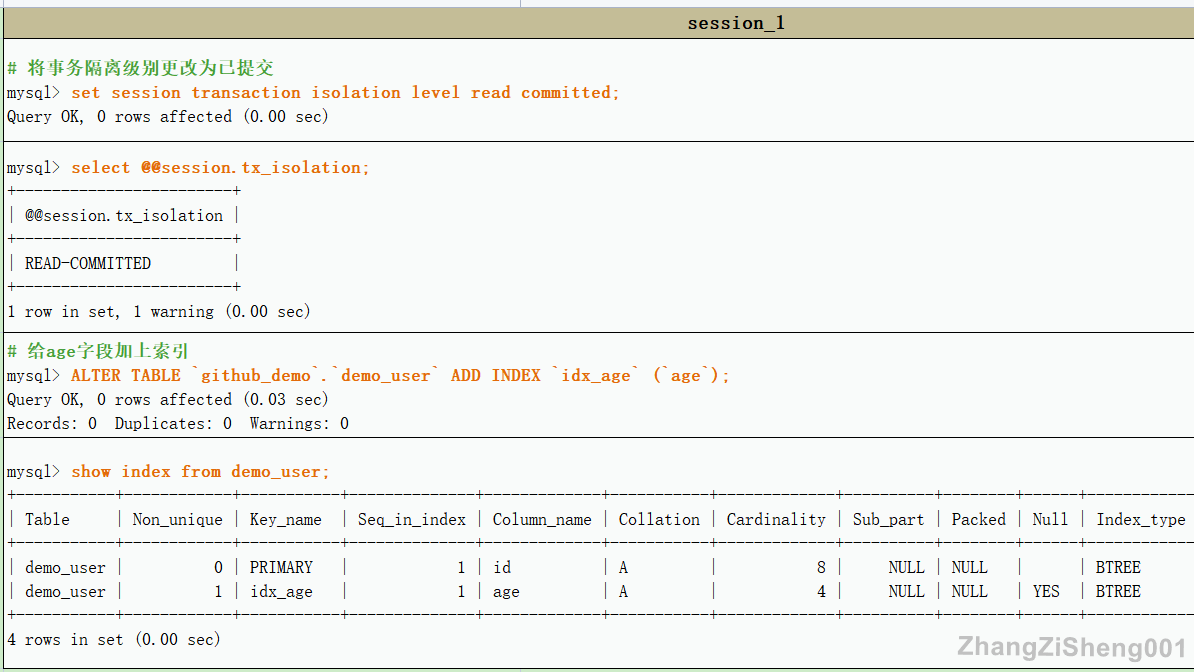 session_1
# 将事务隔离级别更改为已提交
mysql> set session transaction isolation level read committed;
Query OK, 0 rows affected (0.00 sec)
mysql> select @@session.tx_isolation;
+------------------------+
| @@session.tx_isolation |
+------------------------+
| READ-COMMITTED         |
+------------------------+
1 row in set, 1 warning (0.00 sec)
# 给age字段加上索引
mysql> ALTER TABLE `github_demo`.`demo_user` ADD INDEX `idx_age` (`age`);
Query OK, 0 rows affected (0.03 sec)
Records: 0  Duplicates: 0  Warnings: 0
mysql> show index from demo_user;
+-----------+------------+----------+--------------+-------------+-----------+-------------+----------+--------+------+------------
| Table     | Non_unique | Key_name | Seq_in_index | Column_name | Collation | Cardinality | Sub_part | Packed | Null | Index_type
+-----------+------------+----------+--------------+-------------+-----------+-------------+----------+--------+------+------------
| demo_user |          0 | PRIMARY  |            1 | id          | A         |           8 |     NULL | NULL   |      | BTREE
| demo_user |          1 | idx_age  |            1 | age         | A         |           4 |     NULL | NULL   | YES  | BTREE
+-----------+------------+----------+--------------+-------------+-----------+-------------+----------+--------+------+------------
4 rows in set (0.00 sec)
ZhangZiSheng001